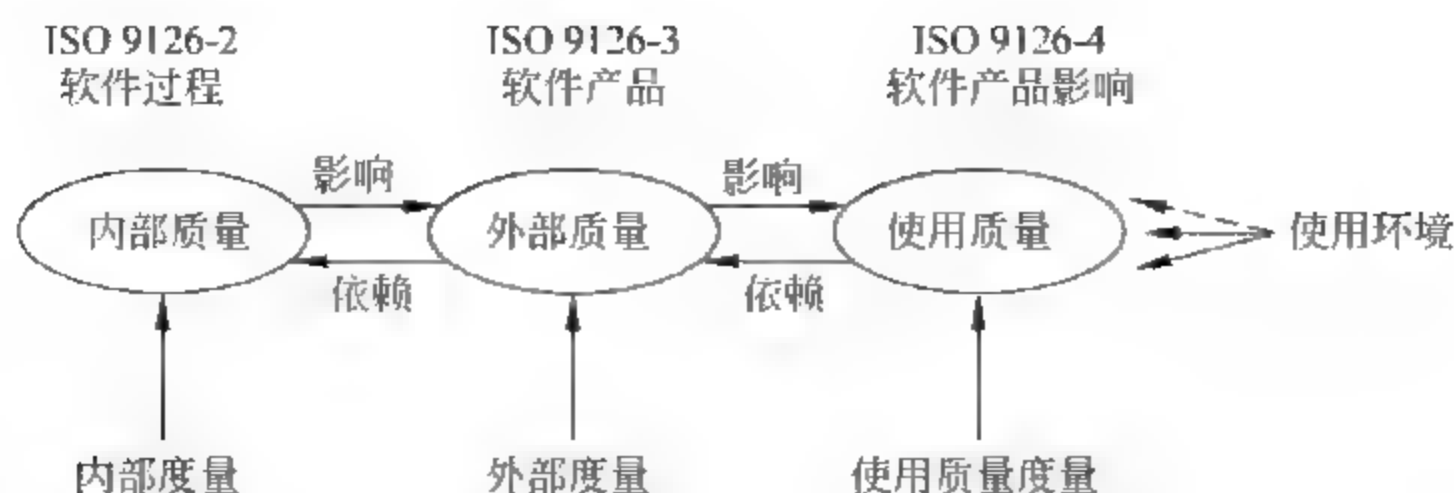 ISO 9126-2
软件过程
ISO 9126-3
软件产品
ISO 9126-4
软件产品影响
影响
影响
内部质量
外部质量
使用质量
使用环境
依赖
依赖
内部度量
外部度量
使用质量度量